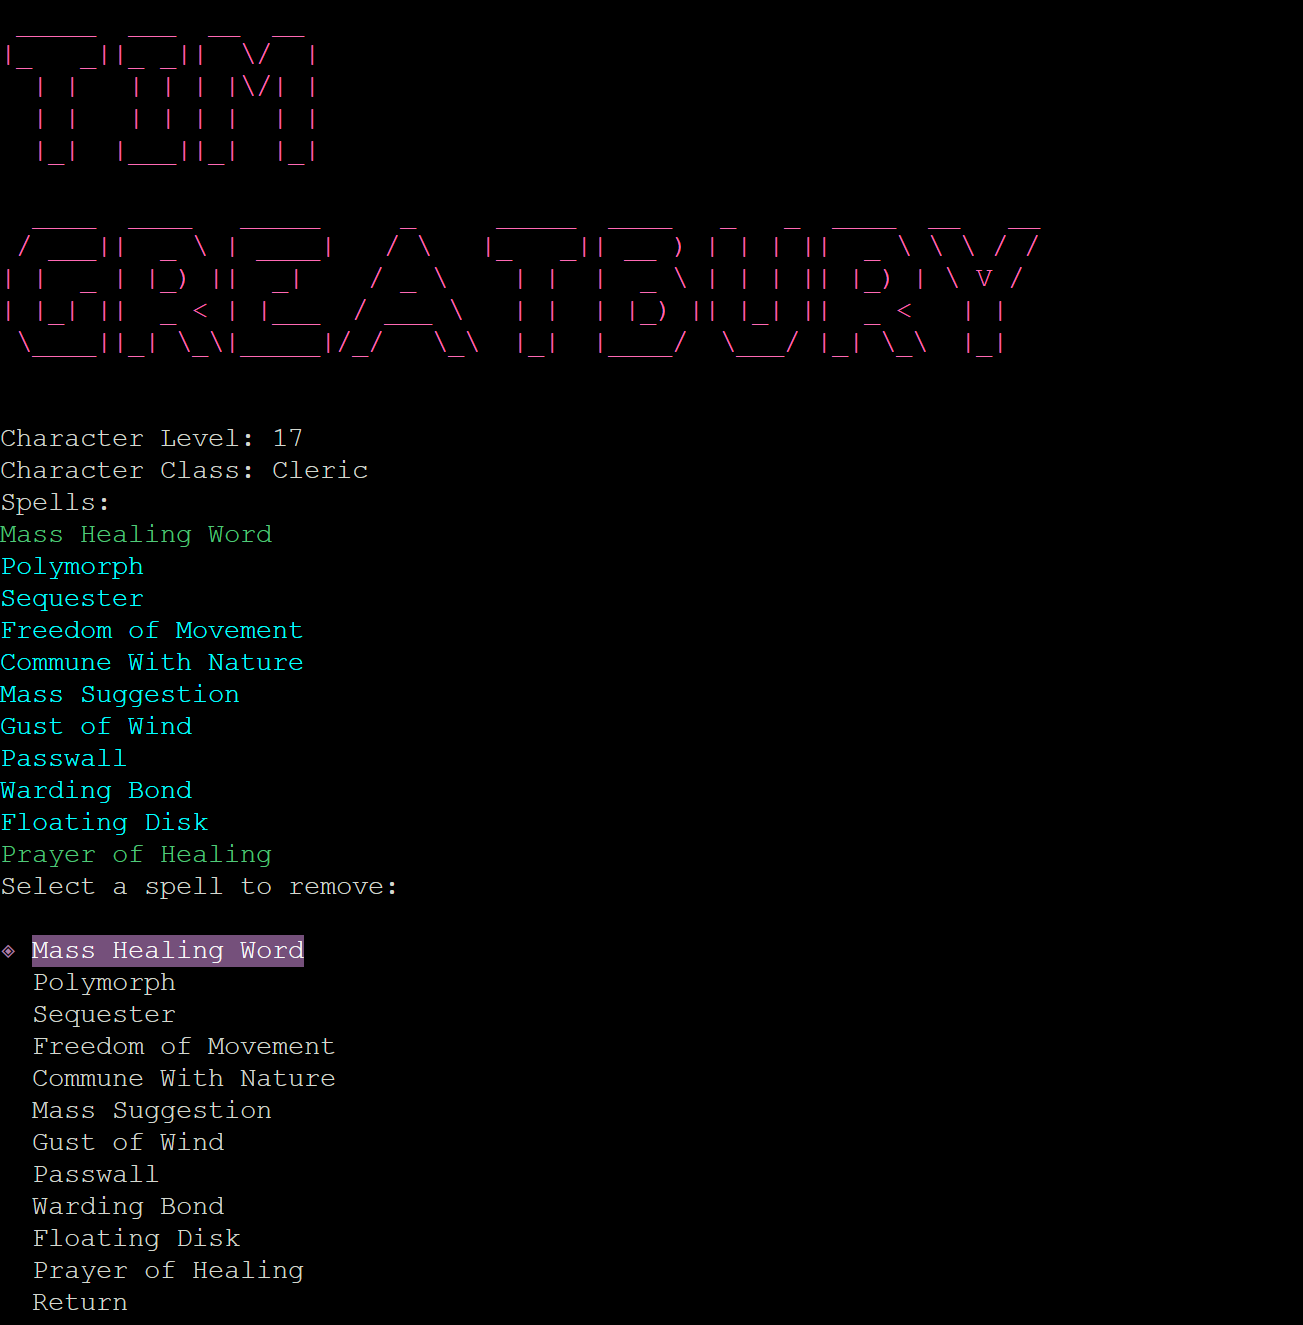 TIM
GREATBURY
Character Level: 17
Character Class: Cleric
Spells:
Mass Healing Word
Polymorph
Sequester
Freedom of Movement
Commune With Nature
Mass Suggestion
Gust of Wind
Passwall
Warding Bond
Floating Disk
Prayer of Healing
Select a spell to remove:
Mass Healing Word
Polymorph
Sequester
Freedom of Movement
Commune With Nature
Mass Suggestion
Gust of Wind
Passwall
Warding Bond
Floating Disk
Prayer of Healing
Return